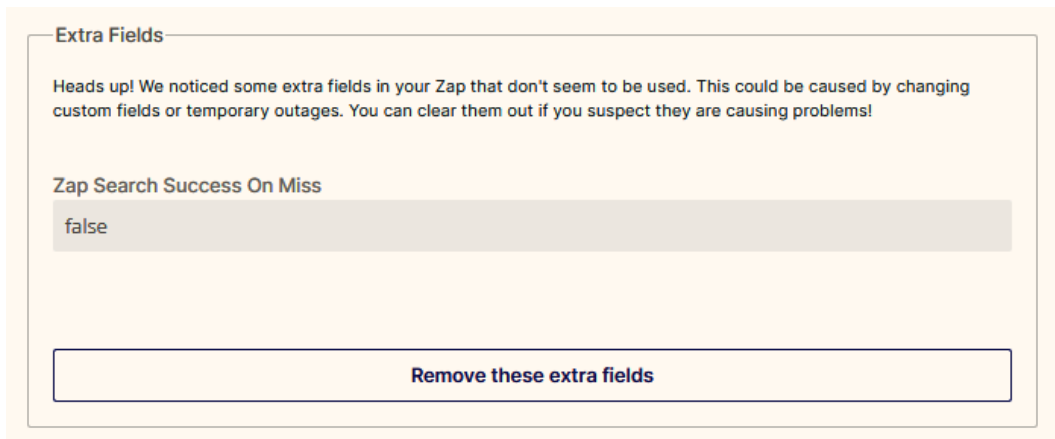 Extra Fields
Heads up! We noticed some extra fields in your Zap that don't seem to be used. This could be caused by changing
custom fields or temporary outages. You can clear them out if you suspect they are causing problems!
Zap Search Success On Miss
false
Remove these extra fields